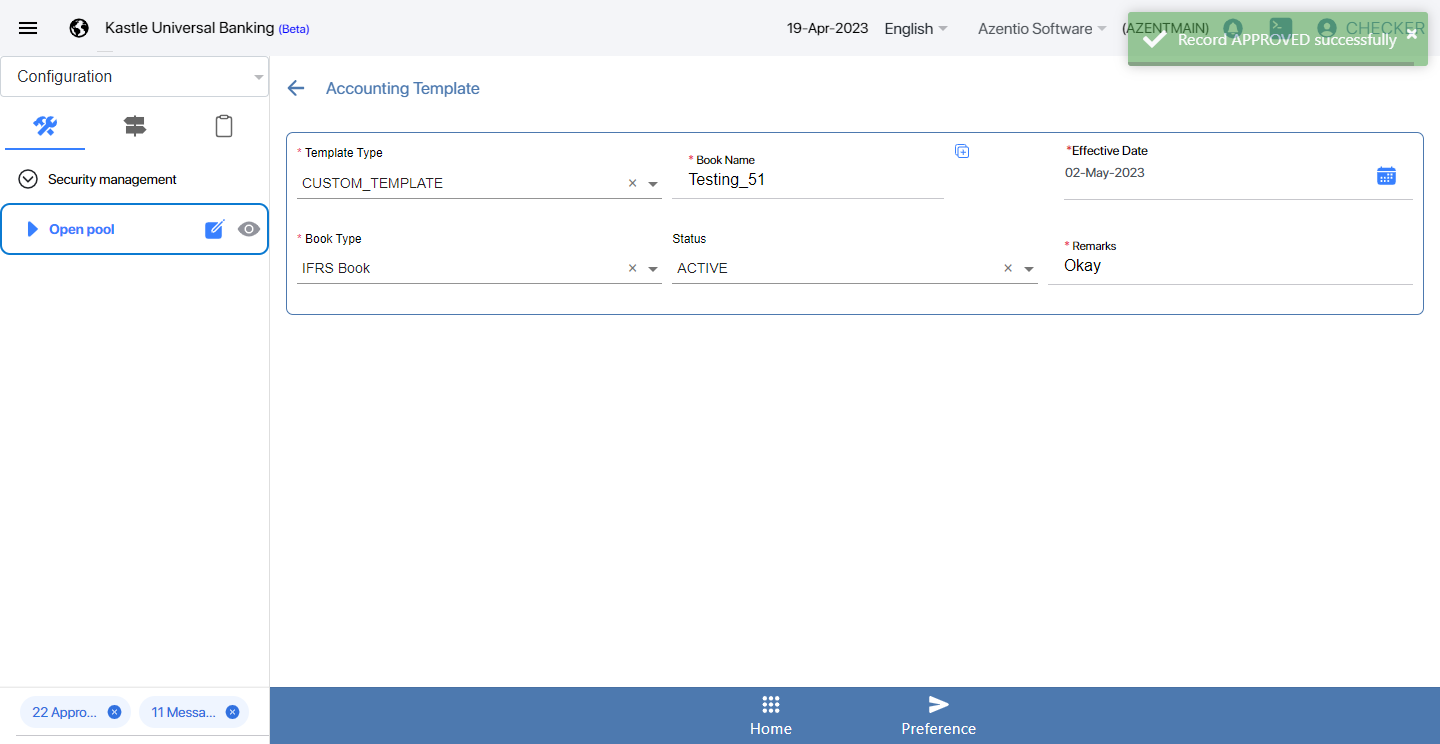 Kastle Universal Banking (Beta)
19-Apr-2023
English
Azentio Software
(AZENTMAIN)
CHECKER
Record APPROVED successfully
×
Configuration
Accounting Template
Security management
Open pool
* Template Type
CUSTOM_TEMPLATE
×
* Book Name
Testing_51
*Effective Date
02-May-2023
* Book Type
IFRS Book
×
Status
ACTIVE
×
* Remarks
Okay
22 Appro...
11 Messa...
Home
Preference